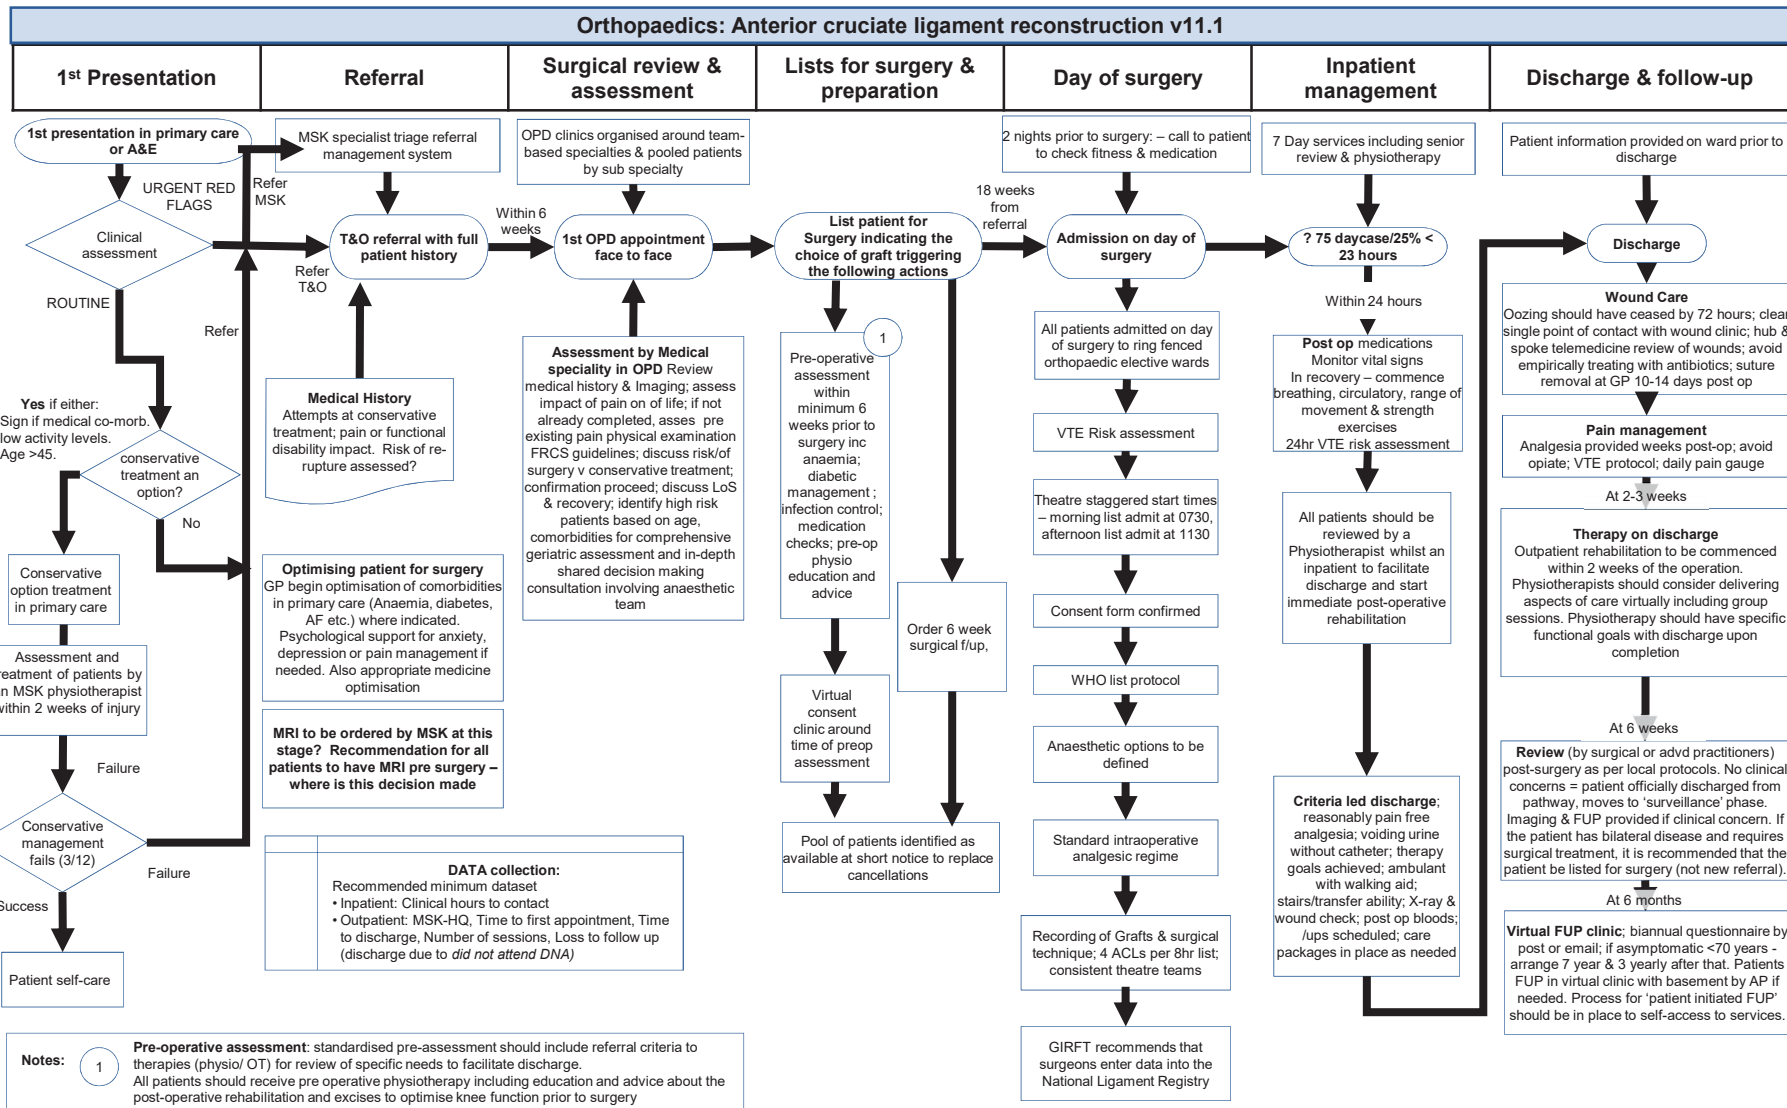 Orthopaedics: Anterior cruciate ligament reconstruction v11.1
1st Presentation
Referral
Surgical review &
assessment
Lists for surgery &
preparation
Day of surgery
Inpatient
management
Discharge & follow-up
1st presentation in primary care
or A&E
URGENT RED
FLAGS
Refer
MSK
Clinical
assessment
ROUTINE
Refer
Yes if either:
Sign if medical co-morb.
low activity levels.
Age >45.
conservative
treatment an
option?
No
Conservative
option treatment
in primary care
Assessment and
treatment of patients by
an MSK physiotherapist
within 2 weeks of injury
Failure
Conservative
management
fails (3/12)
Failure
Success
Patient self-care
MSK specialist triage referral
management system
T&O referral with full
patient history
Refer
T&O
Within 6
weeks
Medical History
Attempts at conservative
treatment; pain or functional
disability impact. Risk of re-
rupture assessed?
Optimising patient for surgery
GP begin optimisation of comorbidities
in primary care (Anaemia, diabetes,
AF etc.) where indicated.
Psychological support for anxiety,
depression or pain management if
needed. Also appropriate medicine
optimisation
MRI to be ordered by MSK at this
stage? Recommendation for all
patients to have MRI pre surgery –
where is this decision made
DATA collection:
Recommended minimum dataset
• Inpatient: Clinical hours to contact
• Outpatient: MSK-HQ, Time to first appointment, Time
to discharge, Number of sessions, Loss to follow up
(discharge due to did not attend DNA)
OPD clinics organised around team-
based specialties & pooled patients
by sub specialty
1st OPD appointment
face to face
Assessment by Medical
speciality in OPD Review
medical history & Imaging; assess
impact of pain on of life; if not
already completed, asses pre
existing pain physical examination
FRCS guidelines; discuss risk/of
surgery v conservative treatment;
confirmation proceed; discuss LoS
& recovery; identify high risk
patients based on age,
comorbidities for comprehensive
geriatric assessment and in-depth
shared decision making
consultation involving anaesthetic
team
List patient for
Surgery indicating the
choice of graft triggering
the following actions
18 weeks
from
referral
1
Pre-operative
assessment
within
minimum 6
weeks prior to
surgery inc
anaemia;
diabetic
management ;
infection control;
medication
checks; pre-op
physio
education and
advice
Order 6 week
surgical f/up,
Virtual
consent
clinic around
time of preop
assessment
Pool of patients identified as
available at short notice to replace
cancellations
2 nights prior to surgery: – call to patient
to check fitness & medication
Admission on day of
surgery
All patients admitted on day
of surgery to ring fenced
orthopaedic elective wards
VTE Risk assessment
Theatre staggered start times
– morning list admit at 0730,
afternoon list admit at 1130
Consent form confirmed
WHO list protocol
Anaesthetic options to be
defined
Standard intraoperative
analgesic regime
Recording of Grafts & surgical
technique; 4 ACLs per 8hr list;
consistent theatre teams
GIRFT recommends that
surgeons enter data into the
National Ligament Registry
7 Day services including senior
review & physiotherapy
? 75 daycase/25% <
23 hours
Within 24 hours
Post op medications
Monitor vital signs
In recovery – commence
breathing, circulatory, range of
movement & strength
exercises
24hr VTE risk assessment
All patients should be
reviewed by a
Physiotherapist whilst an
inpatient to facilitate
discharge and start
immediate post-operative
rehabilitation
Criteria led discharge;
reasonably pain free
analgesia; voiding urine
without catheter; therapy
goals achieved; ambulant
with walking aid;
stairs/transfer ability; X-ray &
wound check; post op bloods;
/ups scheduled; care
packages in place as needed
Patient information provided on ward prior to
discharge
Discharge
Wound Care
Oozing should have ceased by 72 hours; clear
single point of contact with wound clinic; hub &
spoke telemedicine review of wounds; avoid
empirically treating with antibiotics; suture
removal at GP 10-14 days post op
Pain management
Analgesia provided weeks post-op; avoid
opiate; VTE protocol; daily pain gauge
At 2-3 weeks
Therapy on discharge
Outpatient rehabilitation to be commenced
within 2 weeks of the operation.
Physiotherapists should consider delivering
aspects of care virtually including group
sessions. Physiotherapy should have specific
functional goals with discharge upon
completion
At 6 weeks
Review (by surgical or advd practitioners)
post-surgery as per local protocols. No clinical
concerns = patient officially discharged from
pathway, moves to ‘surveillance’ phase.
Imaging & FUP provided if clinical concern. If
the patient has bilateral disease and requires
surgical treatment, it is recommended that the
patient be listed for surgery (not new referral).
At 6 months
Virtual FUP clinic; biannual questionnaire by
post or email; if asymptomatic <70 years -
arrange 7 year & 3 yearly after that. Patients
FUP in virtual clinic with basement by AP if
needed. Process for ‘patient initiated FUP’
should be in place to self-access to services.
Notes:
1
Pre-operative assessment: standardised pre-assessment should include referral criteria to
therapies (physio/ OT) for review of specific needs to facilitate discharge.
All patients should receive pre operative physiotherapy including education and advice about the
post-operative rehabilitation and excises to optimise knee function prior to surgery